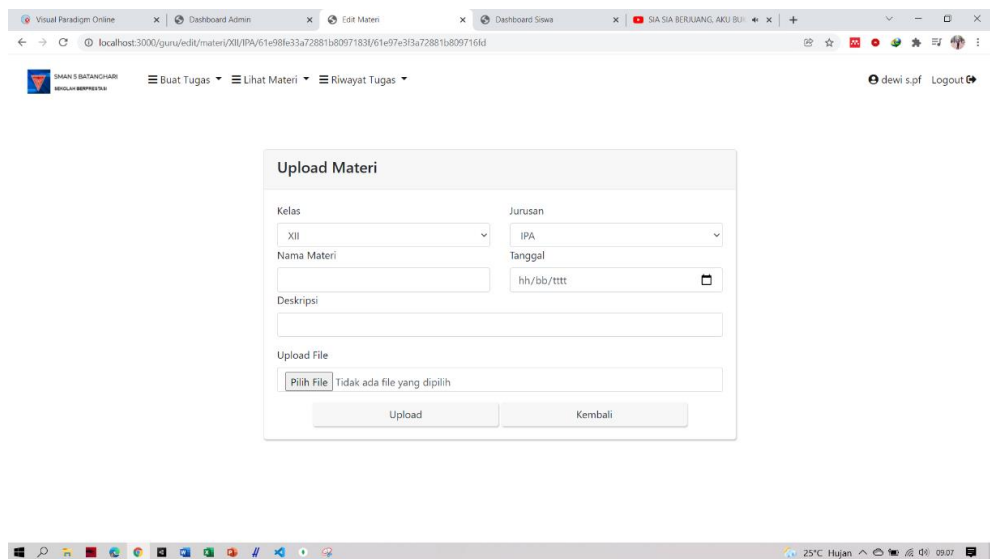 Visual Paradigm Online
Dashboard Admin
Edit Materi
Dashboard Siswa
SIA SIA BERJUANG, AKU BU
localhost:3000/guru/edit/materi/XII/IPA/61e98fe33a72881b8097183f/61e97e3f3a72881b809716fd
SMAN 5 BATANGHARI
SEKOLAH BERPRESTASI
Buat Tugas
Lihat Materi
Riwayat Tugas
dewi s.pf
Logout
Upload Materi
Kelas
Jurusan
XII
IPA
Nama Materi
Tanggal
hh/bb/tttt
Deskripsi
Upload File
Pilih File Tidak ada file yang dipilih
Upload
Kembali
25°C Hujan
09.07